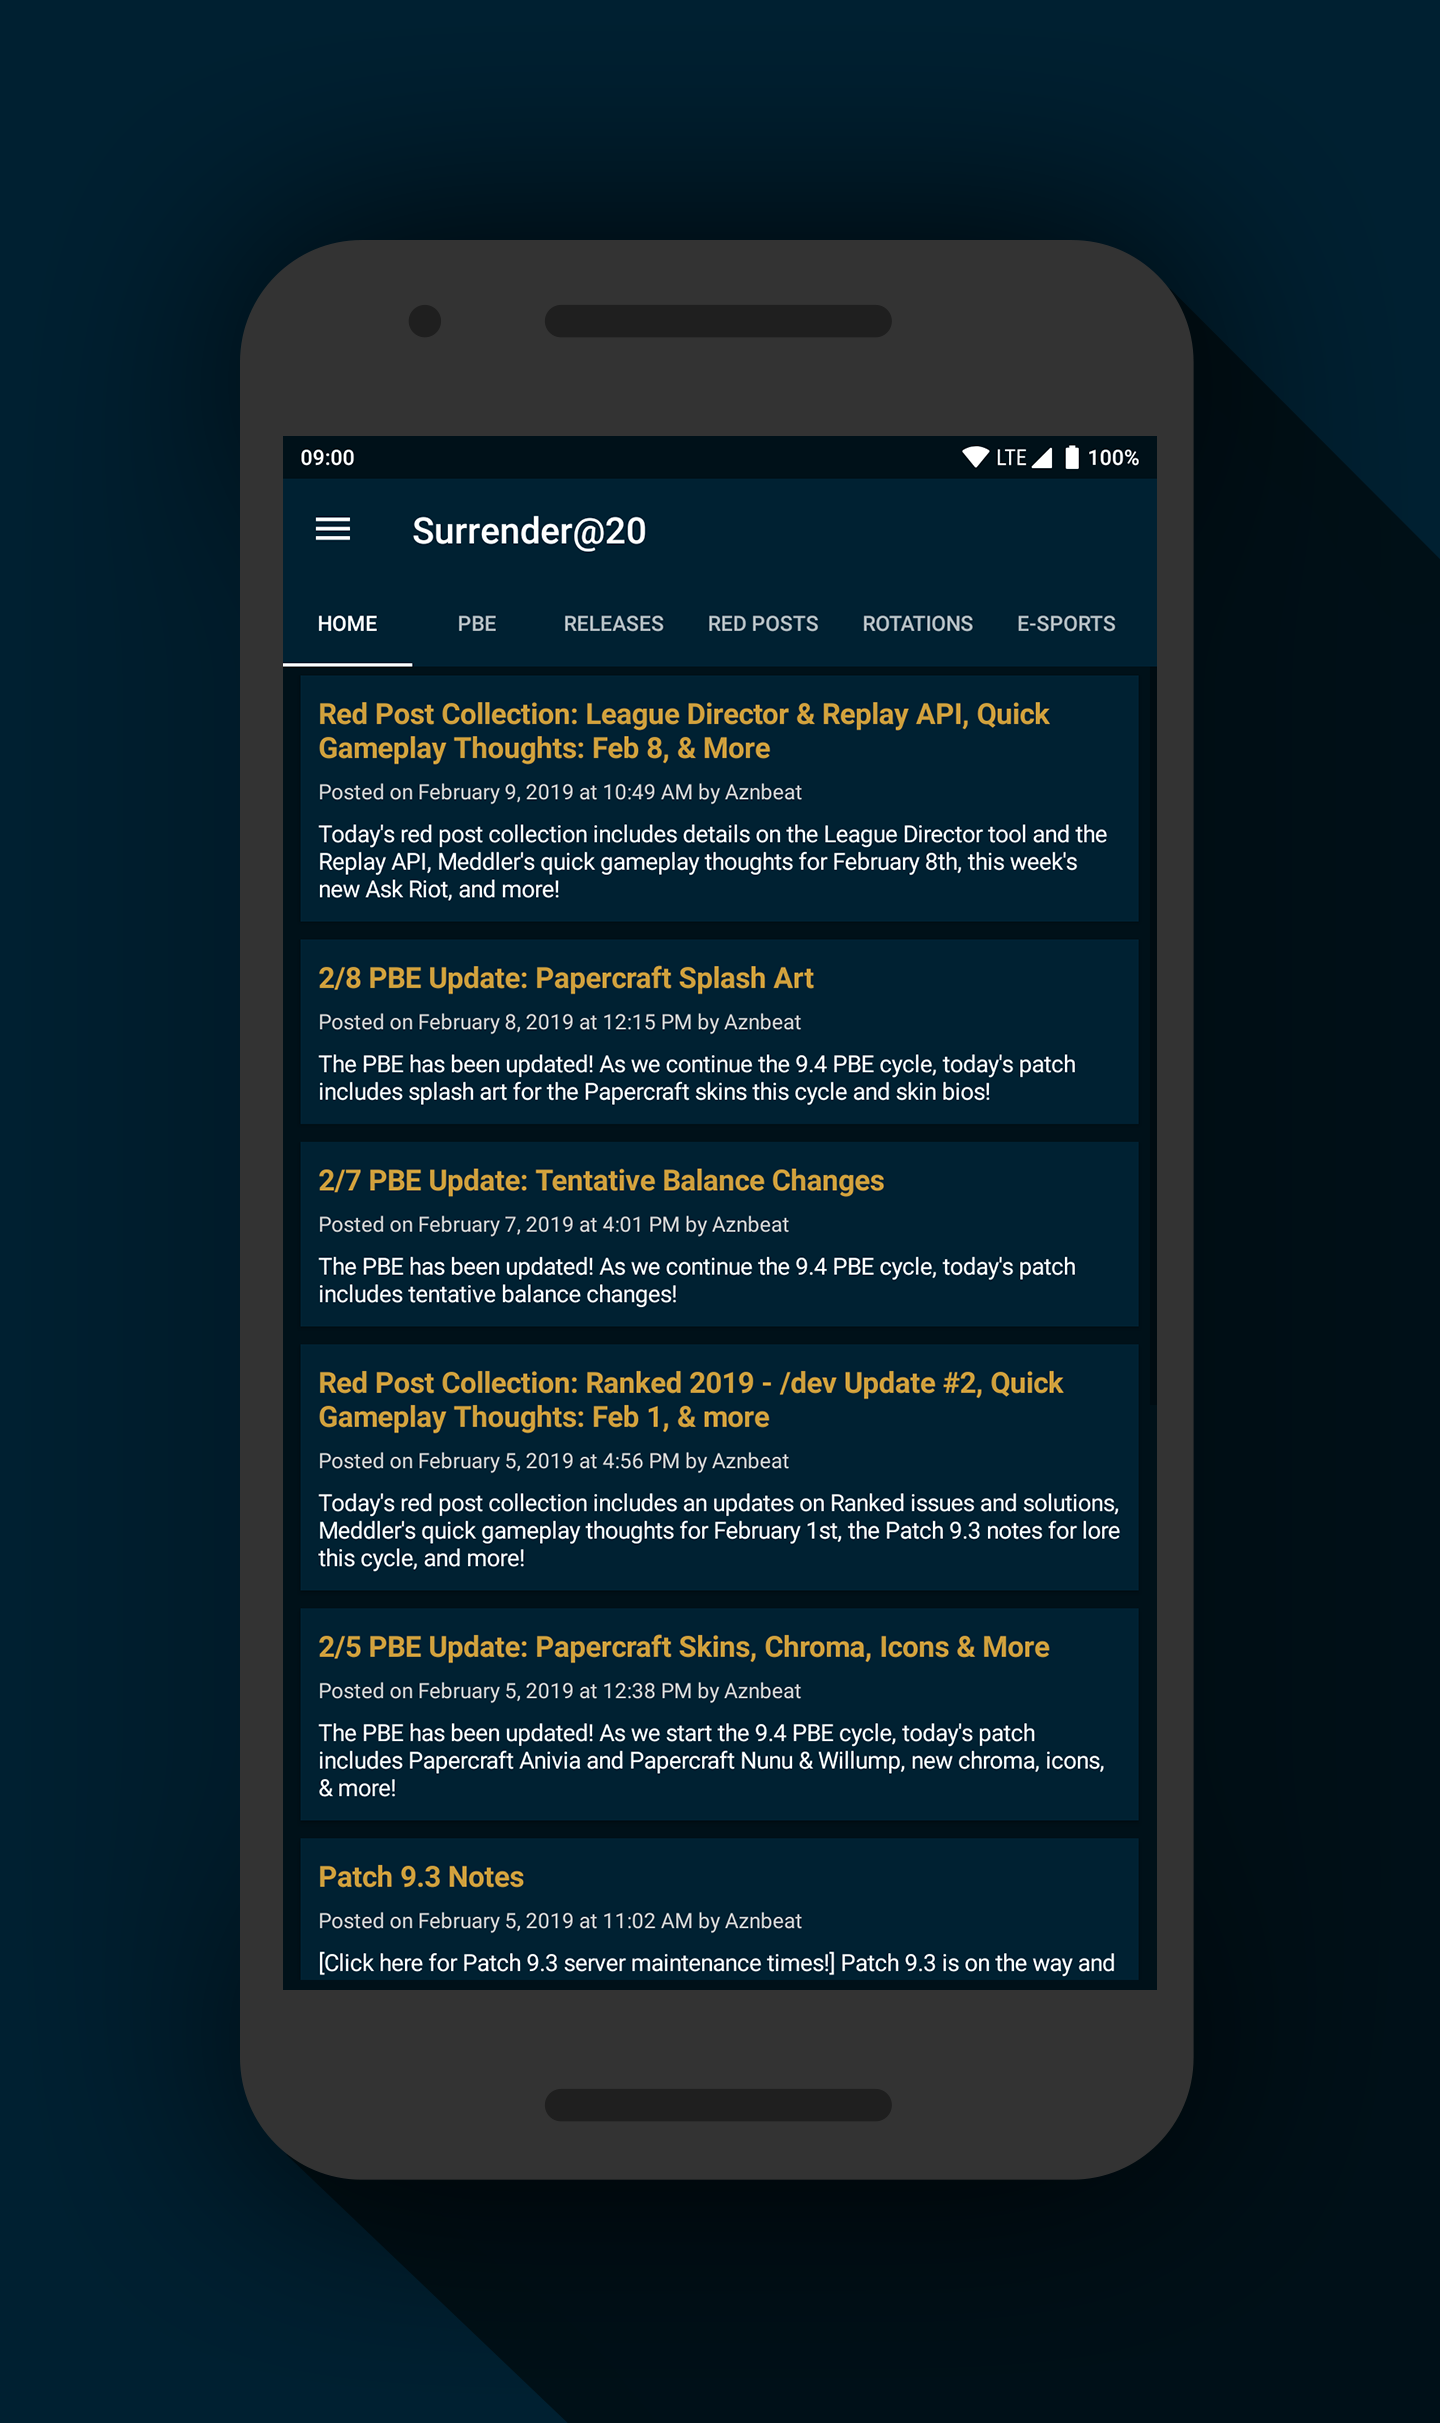 09:00 LTE 100%
Surrender@20
HOME PBE RELEASES RED POSTS ROTATIONS E-SPORTS
Red Post Collection: League Director & Replay API, Quick
Gameplay Thoughts: Feb 8, & More
Posted on February 9, 2019 at 10:49 AM by Aznbeat
Today's red post collection includes details on the League Director tool and the
Replay API, Meddler's quick gameplay thoughts for February 8th, this week's
new Ask Riot, and more!
2/8 PBE Update: Papercraft Splash Art
Posted on February 8, 2019 at 12:15 PM by Aznbeat
The PBE has been updated! As we continue the 9.4 PBE cycle, today's patch
includes splash art for the Papercraft skins this cycle and skin bios!
2/7 PBE Update: Tentative Balance Changes
Posted on February 7, 2019 at 4:01 PM by Aznbeat
The PBE has been updated! As we continue the 9.4 PBE cycle, today's patch
includes tentative balance changes!
Red Post Collection: Ranked 2019 - /dev Update #2, Quick
Gameplay Thoughts: Feb 1, & more
Posted on February 5, 2019 at 4:56 PM by Aznbeat
Today's red post collection includes an updates on Ranked issues and solutions,
Meddler's quick gameplay thoughts for February 1st, the Patch 9.3 notes for lore
this cycle, and more!
2/5 PBE Update: Papercraft Skins, Chroma, Icons & More
Posted on February 5, 2019 at 12:38 PM by Aznbeat
The PBE has been updated! As we start the 9.4 PBE cycle, today's patch
includes Papercraft Anivia and Papercraft Nunu & Willump, new chroma, icons,
& more!
Patch 9.3 Notes
Posted on February 5, 2019 at 11:02 AM by Aznbeat
[Click here for Patch 9.3 server maintenance times!] Patch 9.3 is on the way and